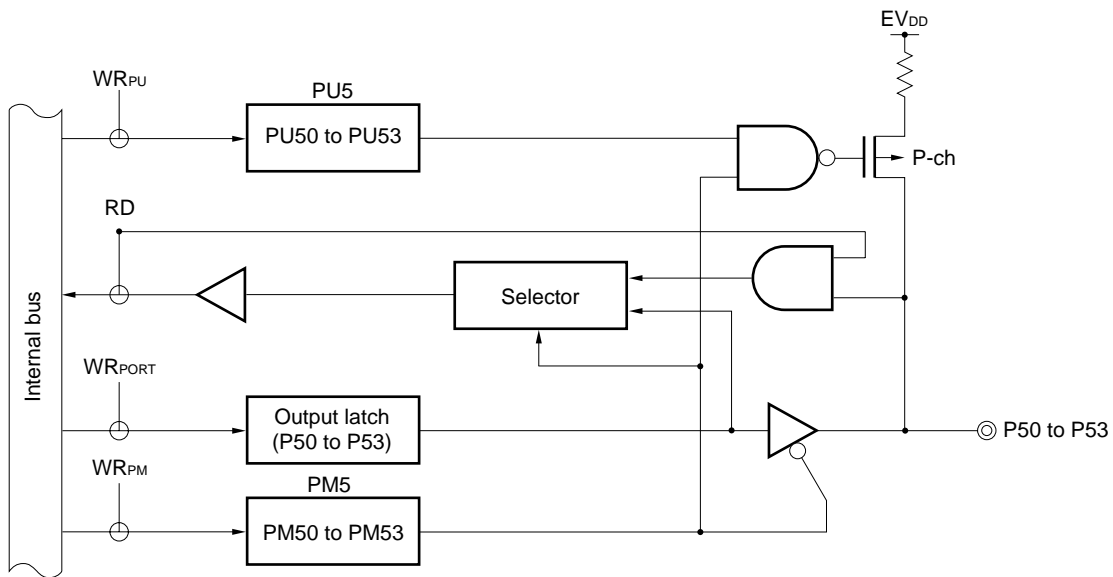 EVDD
WRPU
PU5
PU50 to PU53
P-ch
RD
Selector
Internal bus
WRPORT
Output latch
(P50 to P53)
P50 to P53
WRPM
PM5
PM50 to PM53